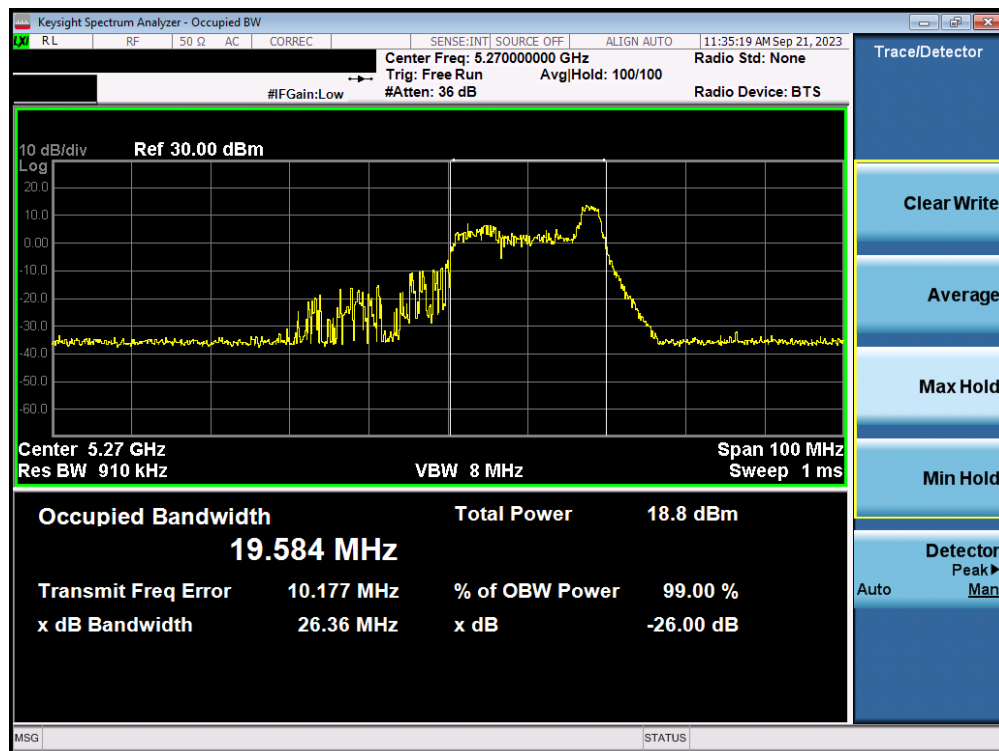 Keysight Spectrum Analyzer - Occupied BW
LXI RL RF 50 Ω AC CORREC SENSE:INT SOURCE OFF ALIGN AUTO 11:35:19 AM Sep 21, 2023
Center Freq: 5.270000000 GHz Radio Std: None
Trig: Free Run Avg|Hold: 100/100
#IFGain:Low #Atten: 36 dB Radio Device: BTS
10 dB/div Ref 30.00 dBm
Log
20.0
10.0
0.00
-10.0
-20.0
-30.0
-40.0
-50.0
-60.0
Center 5.27 GHz Span 100 MHz
Res BW 910 kHz VBW 8 MHz Sweep 1 ms
Occupied Bandwidth Total Power 18.8 dBm
19.584 MHz
Transmit Freq Error 10.177 MHz % of OBW Power 99.00 %
x dB Bandwidth 26.36 MHz x dB -26.00 dB
MSG STATUS
Trace/Detector
Clear Write
Average
Max Hold
Min Hold
Detector
Peak▶
Auto Man